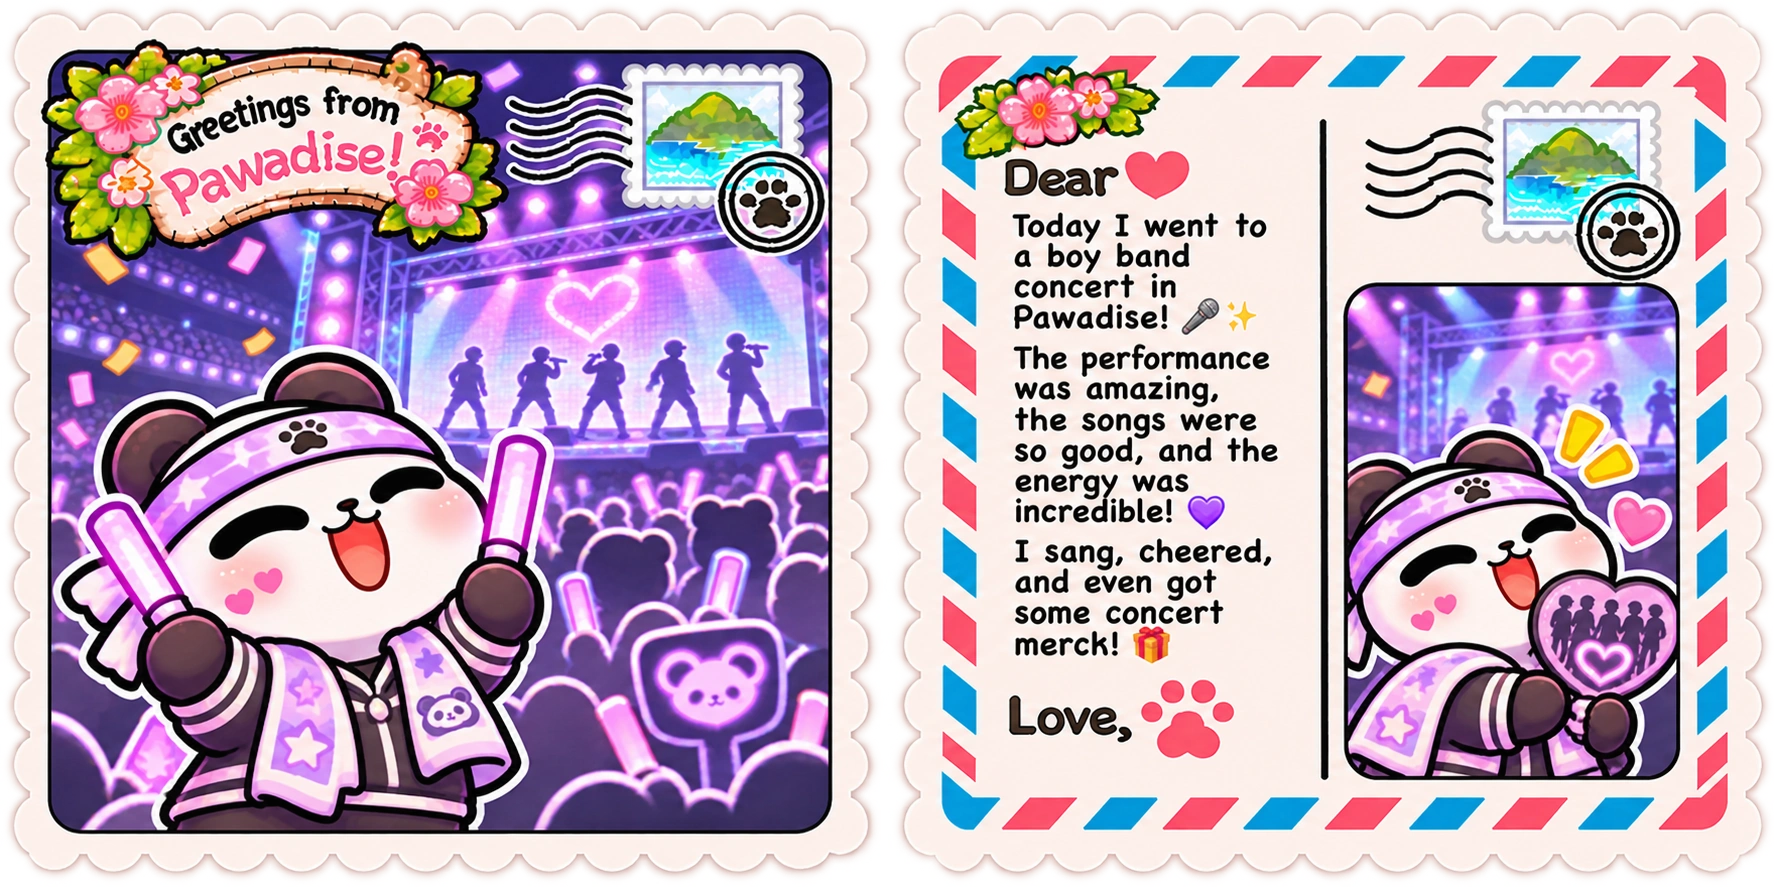 Greetings from
Pawadise!
Dear
Today I went to
a boy band
concert in
Pawadise! 🎤✨
The performance
was amazing,
the songs were
so good, and the
energy was
incredible! 💜
I sang, cheered,
and even got
some concert
merck! 🎁
Love,